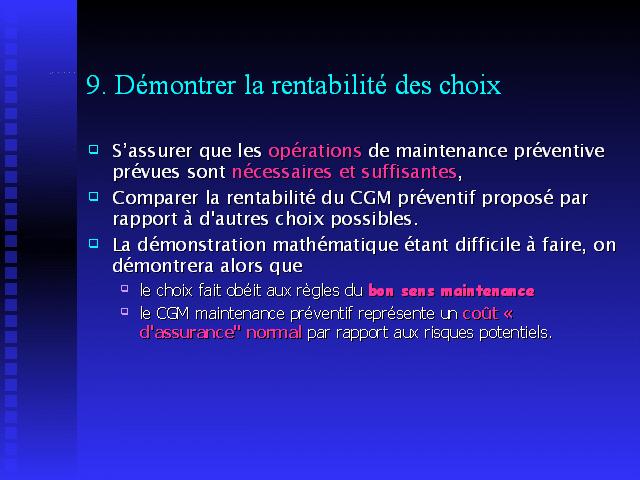 9. Démontrer la rentabilité des choix
S'assurer que les opérations de maintenance préventive
prévues sont nécessaires et suffisantes,
Comparer la rentabilité du CGM préventif proposé par
rapport à d'autres choix possibles.
La démonstration mathématique étant difficile à faire, on
démontrera alors que
le choix fait obéit aux règles du bon sens maintenance
le CGM maintenance préventif représente un coût «
d'assurance" normal par rapport aux risques potentiels.